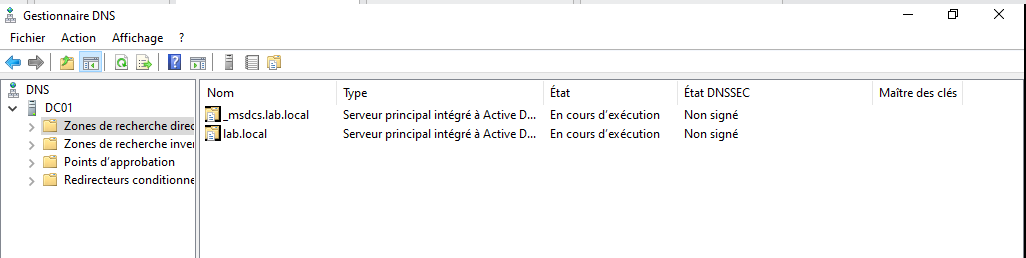 Gestionnaire DNS
Fichier Action Affichage ?
DNS
DC01
Zones de recherche direc
Zones de recherche inver
Points d’approbation
Redirecteurs conditionne
Nom Type État État DNSSEC Maître des clés
_msdcs.lab.local Serveur principal intégré à Active D... En cours d’exécution Non signé
lab.local Serveur principal intégré à Active D... En cours d’exécution Non signé